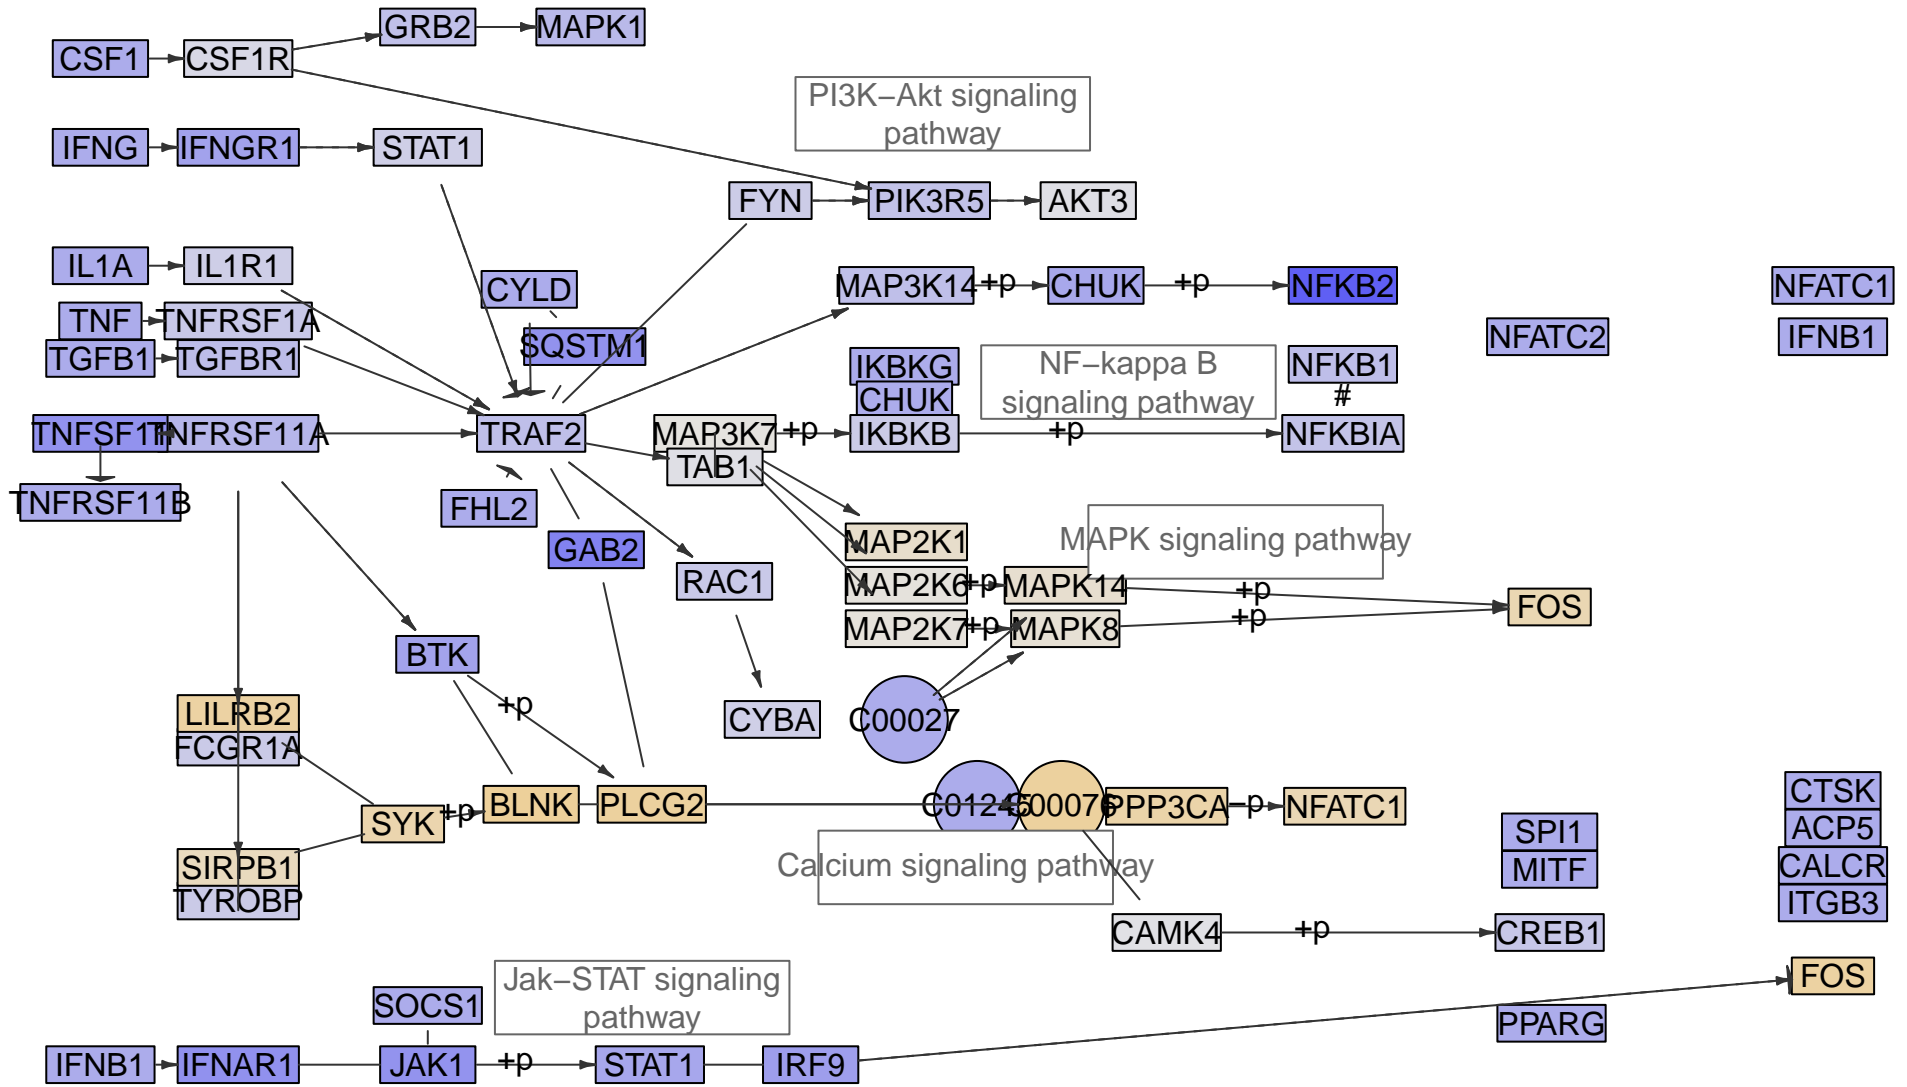 GRB2
MAPK1
CSF1
CSF1R
PI3K−Akt signaling
pathway
IFNG
IFNGR1
STAT1
FYN
PIK3R5
AKT3
IL1A
IL1R1
CYLD
MAP3K14
+p
CHUK
+p
NFKB2
NFATC1
TNF
TNFRSF1A
SQSTM1
NFATC2
IFNB1
TGFB1
TGFBR1
IKBKG
NF−kappa B
signaling pathway
NFKB1
#
CHUK
TNFSF11
TNFRSF11A
TRAF2
MAP3K7
+p
IKBKB
+p
NFKBIA
TAB1
TNFRSF11B
FHL2
GAB2
RAC1
MAP2K1
MAPK signaling pathway
MAP2K6
+p
MAPK14
+p
FOS
MAP2K7
+p
MAPK8
+p
BTK
+p
LILRB2
FCGR1A
CYBA
C00027
SYK
+p
BLNK
PLCG2
C01245
C00076
PPP3CA
−p
NFATC1
CTSK
SPI1
ACP5
Calcium signaling pathway
MITF
CALCR
SIRPB1
TYROBP
ITGB3
CAMK4
+p
CREB1
Jak−STAT signaling
pathway
FOS
SOCS1
PPARG
IFNB1
IFNAR1
JAK1
+p
STAT1
IRF9